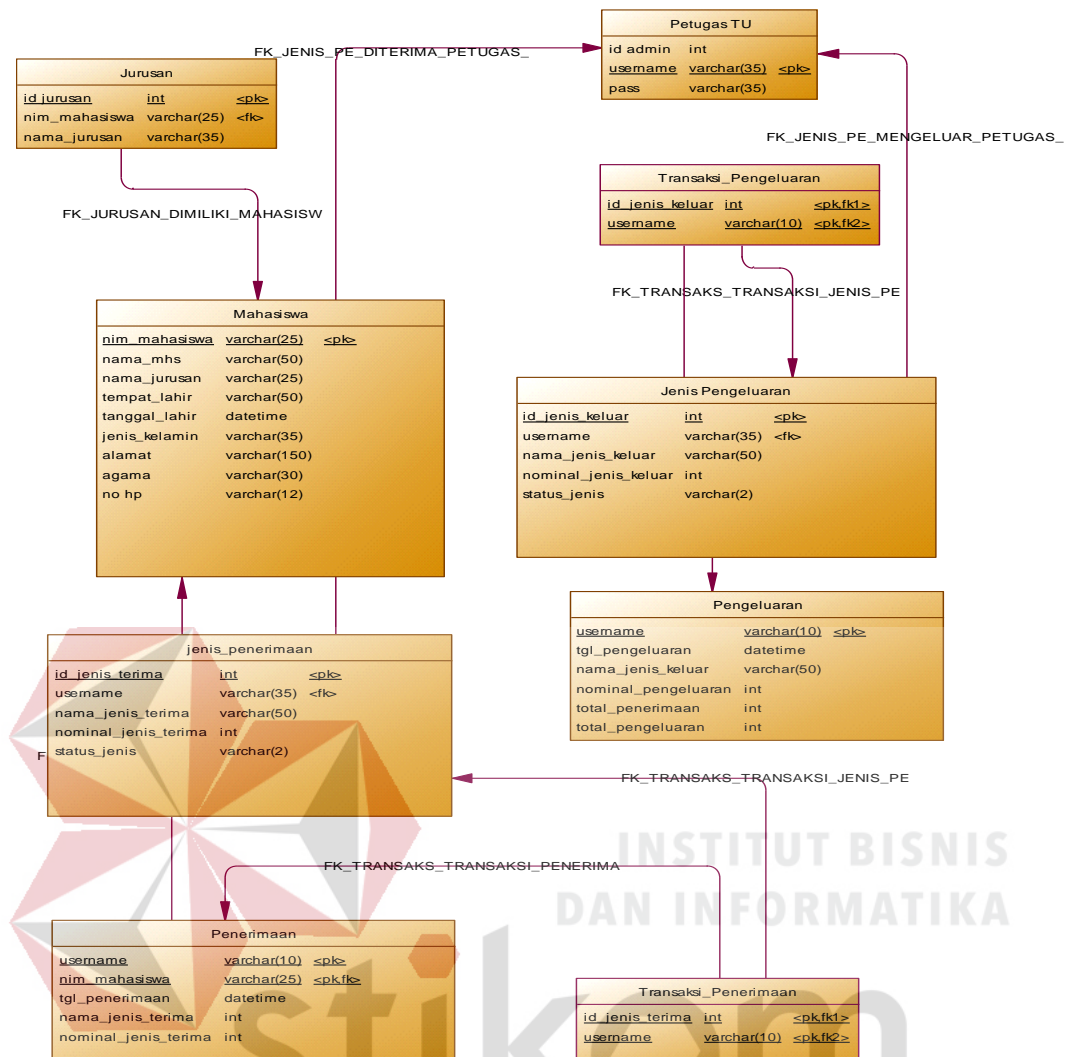 Petugas TU
id admin int
username varchar(35) <pk>
pass varchar(35)
FK_JENIS_PE_DITERIMA_PETUGAS_
Jurusan
id_jurusan int <pk>
nim_mahasiswa varchar(25) <fk>
nama_jurusan varchar(35)
FK_JENIS_PE_MENGELUAR_PETUGAS_
Transaksi_Pengeluaran
id_jenis_keluar int <pk,fk1>
username varchar(10) <pk,fk2>
FK_JURUSAN_DIMILIKI_MAHASISW
FK_TRANSAKS_TRANSAKSI_JENIS_PE
Mahasiswa
nim_mahasiswa varchar(25) <pk>
nama_mhs varchar(50)
nama_jurusan varchar(25)
tempat_lahir varchar(50)
tanggal_lahir datetime
jenis_kelamin varchar(35)
alamat varchar(150)
agama varchar(30)
no hp varchar(12)
Jenis Pengeluaran
id_jenis_keluar int <pk>
username varchar(35) <fk>
nama_jenis_keluar varchar(50)
nominal_jenis_keluar int
status_jenis varchar(2)
Pengeluaran
username varchar(10) <pk>
tgl_pengeluaran datetime
nama_jenis_keluar varchar(50)
nominal_pengeluaran int
total_penerimaan int
total_pengeluaran int
jenis_penerimaan
id_jenis_terima int <pk>
username varchar(35) <fk>
nama_jenis_terima varchar(50)
nominal_jenis_terima int
status_jenis varchar(2)
F
FK_TRANSAKS_TRANSAKSI_JENIS_PE
INSTITUT BISNIS
DAN INFORMATIKA
FK_TRANSAKS_TRANSAKSI_PENERIMA
Penerimaan
username varchar(10) <pk>
nim_mahasiswa varchar(25) <pk,fk>
tgl_penerimaan datetime
nama_jenis_terima int
nominal_jenis_terima int
Transaksi_Penerimaan
id_jenis_terima int <pk,fk1>
username varchar(10) <pk,fk2>
stikom